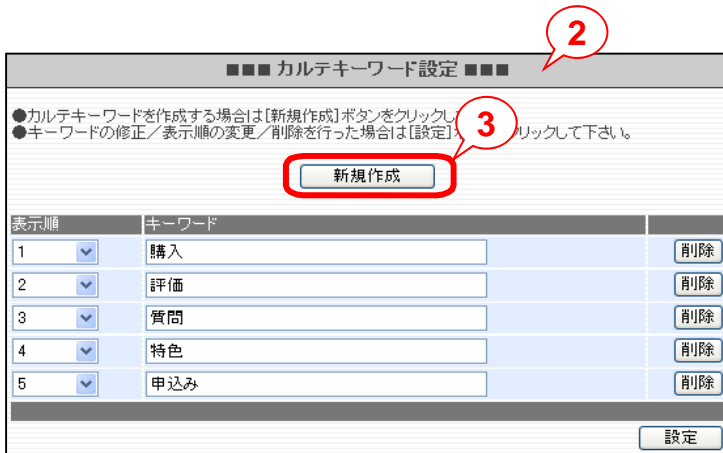 2
■■■ カルテキーワード設定 ■■■
●カルテキーワードを作成する場合は[新規作成]ボタンをクリックし
●キーワードの修正／表示順の変更／削除を行った場合は[設定] リックして下さい。
3
新規作成
表示順 キーワード
1 購入 削除
2 評価 削除
3 質問 削除
4 特色 削除
5 申込み 削除
設定